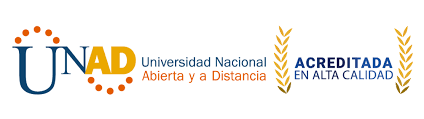 UNAD
Universidad Nacional
Abierta y a Distancia
ACREDITADA
EN ALTA CALIDAD